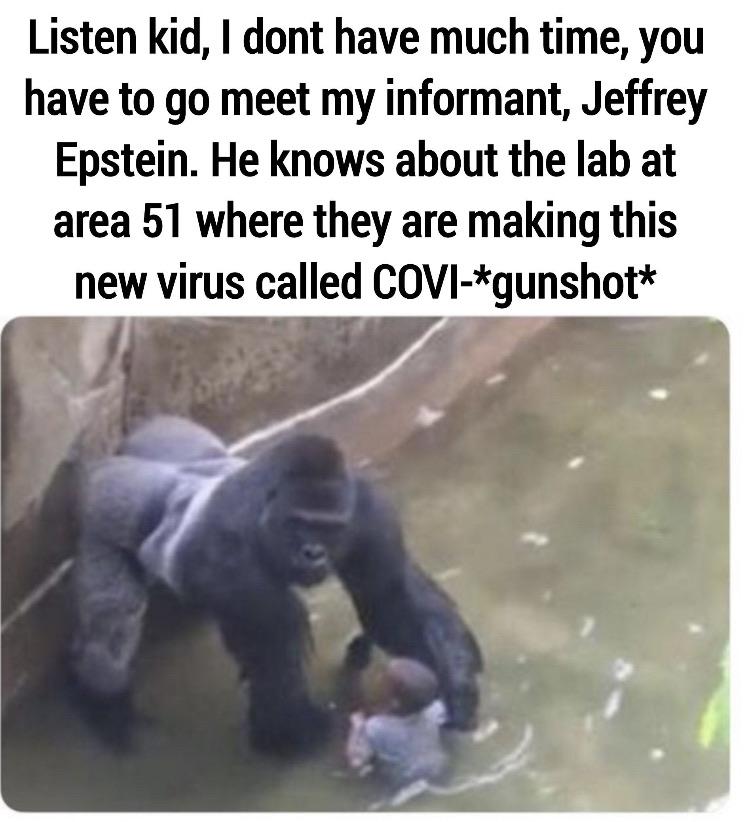 Listen kid, I dont have much time, you
have to go meet my informant, Jeffrey
Epstein. He knows about the lab at
area 51 where they are making this
new virus called COVI-*gunshot*